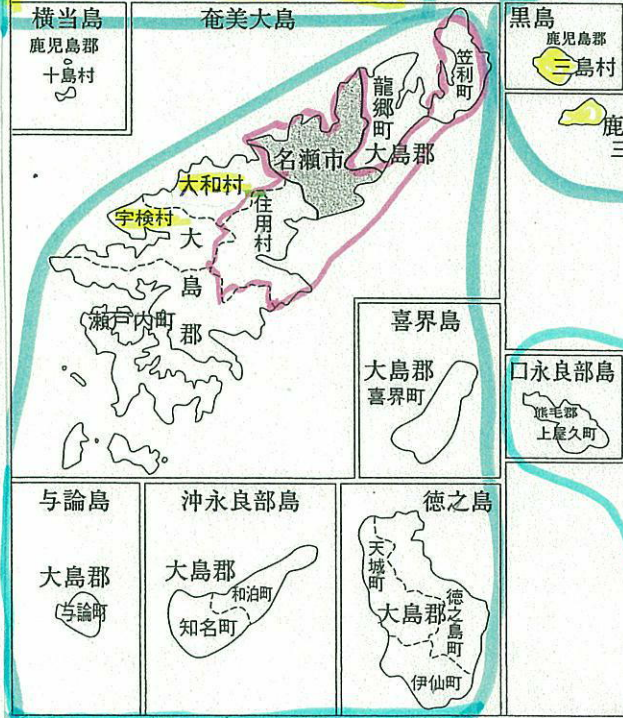 横当島
鹿児島郡
十島村
奄美大島
笠利町
龍郷町
大島郡
名瀬市
大和村
住用村
宇検村
大島郡
瀬戸内町
黒島
鹿児島郡
三島村
鹿
三
喜界島
大島郡
喜界町
口永良部島
熊毛郡
上屋久町
与論島
大島郡
与論町
沖永良部島
大島郡
和泊町
知名町
徳之島
天城町
大島郡
徳之島町
伊仙町